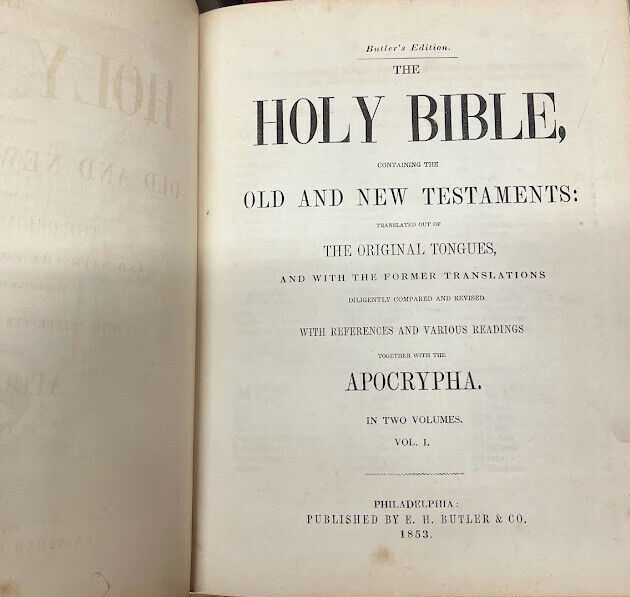 Butler's Edition.
THE
HOLY BIBLE,
CONTAINING THE
OLD AND NEW TESTAMENTS:
TRANSLATED OUT OF
THE ORIGINAL TONGUES,
AND WITH THE FORMER TRANSLATIONS
DILIGENTLY COMPARED AND REVISED.
WITH REFERENCES AND VARIOUS READINGS
TOGETHER WITH THE
APOCRYPHA.
IN TWO VOLUMES.
VOL. I.
PHILADELPHIA:
PUBLISHED BY E. H. BUTLER & CO.
1853.